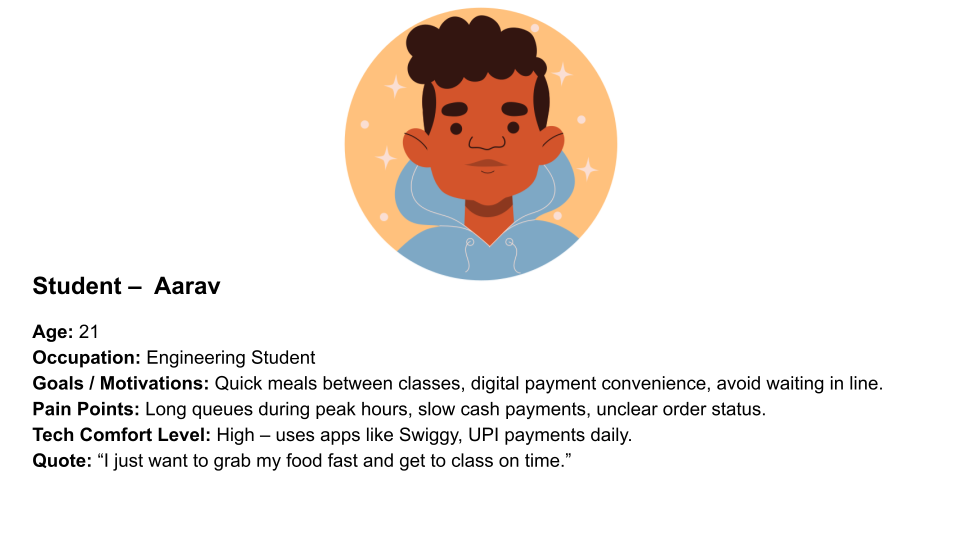 Student –  Aarav
Age: 21
Occupation: Engineering Student
Goals / Motivations: Quick meals between classes, digital payment convenience, avoid waiting in line.
Pain Points: Long queues during peak hours, slow cash payments, unclear order status.
Tech Comfort Level: High – uses apps like Swiggy, UPI payments daily.
Quote: “I just want to grab my food fast and get to class on time.”